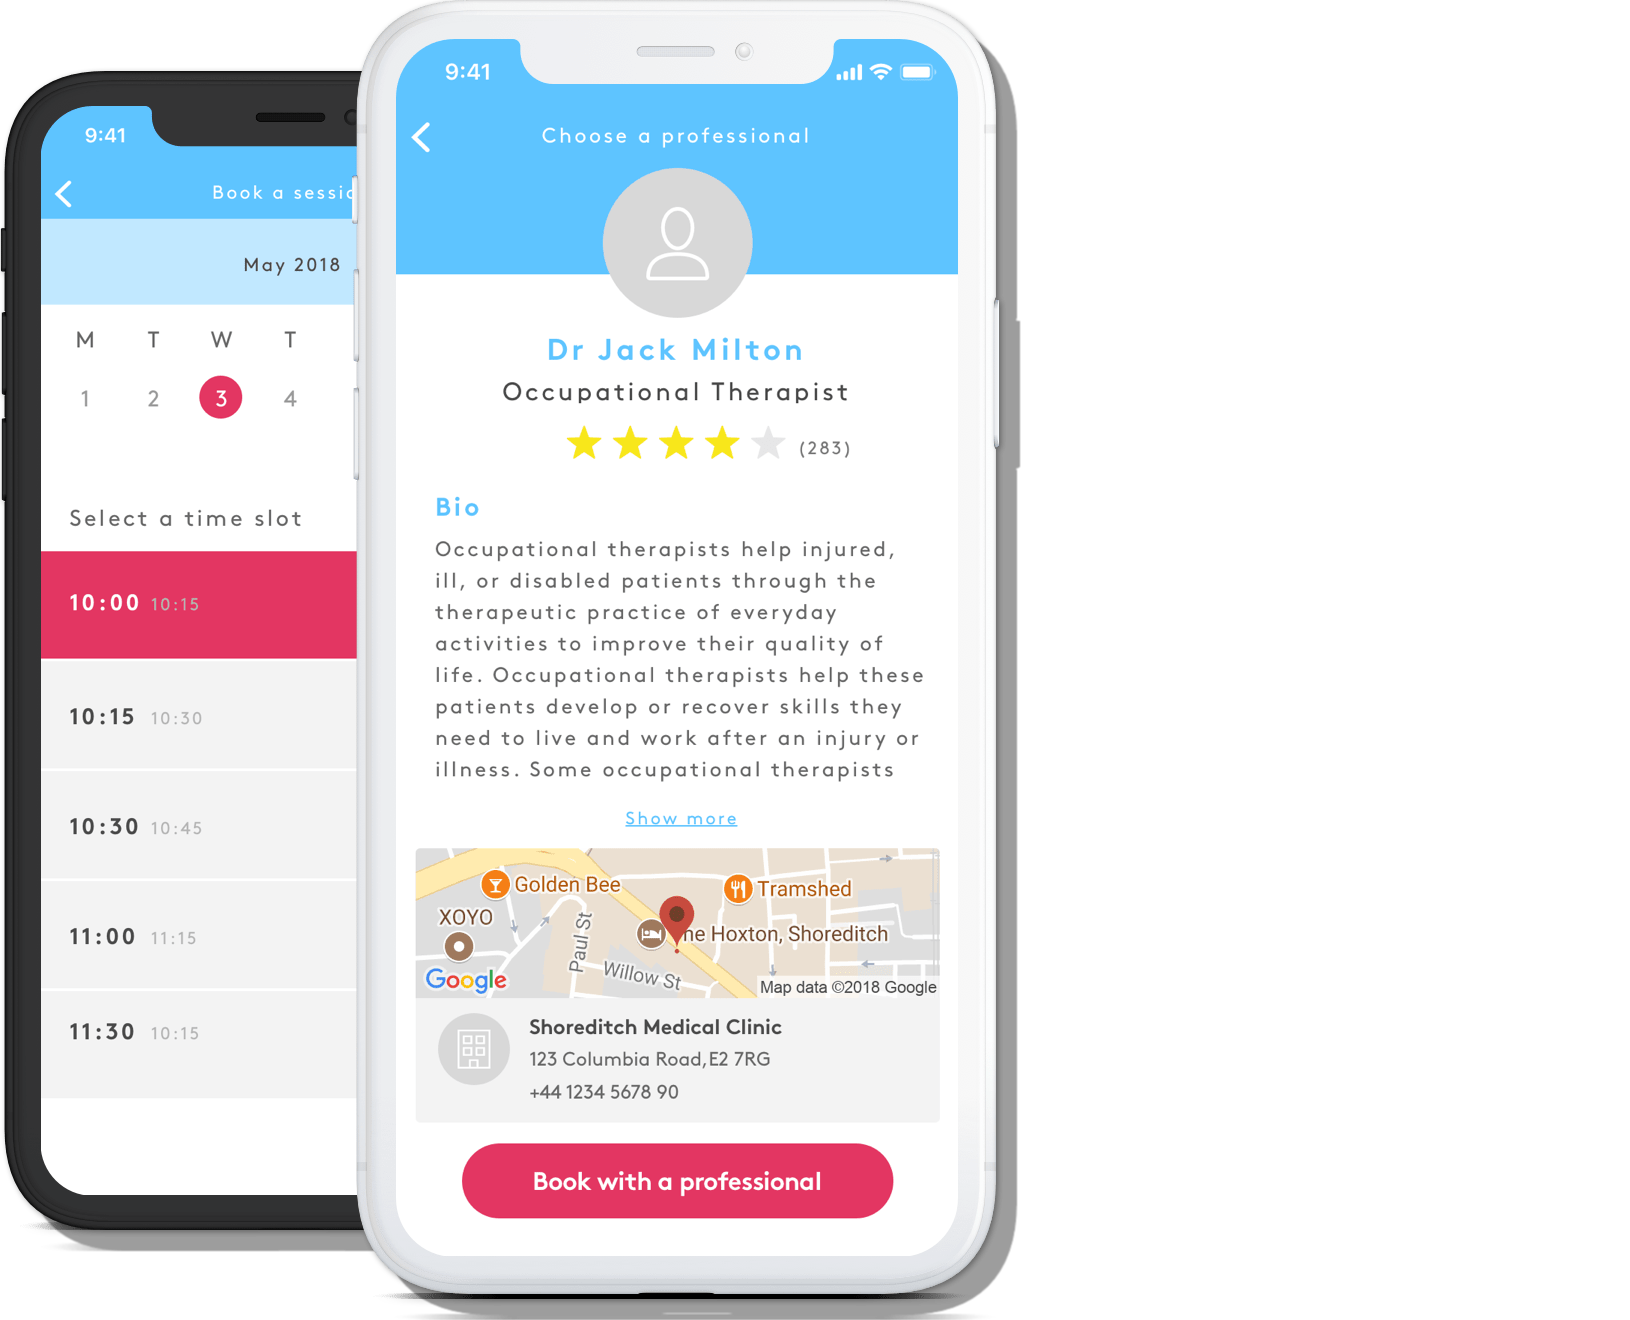 9:41
Book a sessio
May 2018
M T W T
1 2 3 4
Select a time slot
10:00 10:15
10:15 10:30
10:30 10:45
11:00 11:15
11:30 10:15
9:41
Choose a professional
Dr Jack Milton
Occupational Therapist
(283)
Bio
Occupational therapists help injured,
ill, or disabled patients through the
therapeutic practice of everyday
activities to improve their quality of
life. Occupational therapists help these
patients develop or recover skills they
need to live and work after an injury or
illness. Some occupational therapists
Show more
Golden Bee
Tramshed
XOYO
Paul St
he Hoxton, Shoreditch
Willow St
Google
Map data ©2018 Google
Shoreditch Medical Clinic
123 Columbia Road,E2 7RG
+44 1234 5678 90
Book with a professional